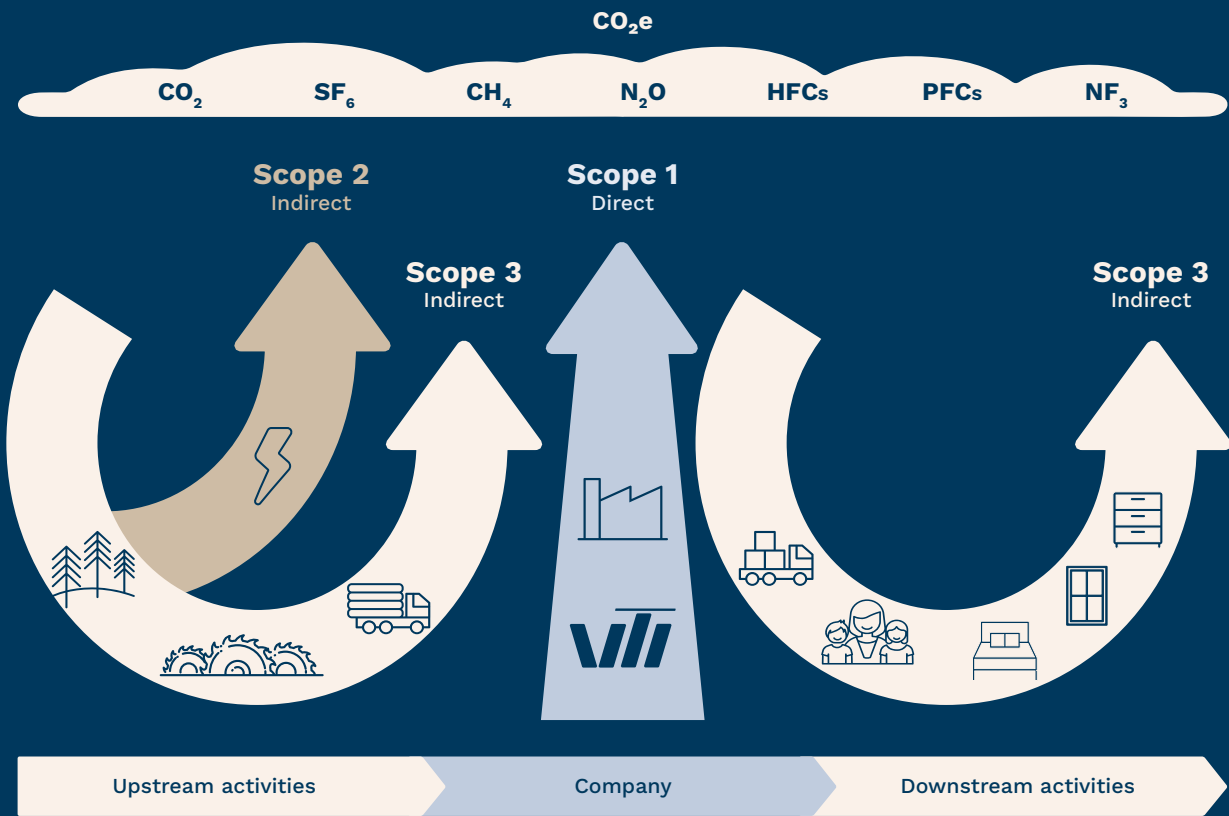 CO₂e
CO₂ SF₆ CH₄ N₂O HFCs PFCs NF₃
Scope 2
Indirect
Scope 1
Direct
Scope 3
Indirect
Scope 3
Indirect
Upstream activities
Company
Downstream activities